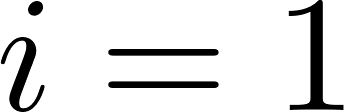 i = 1